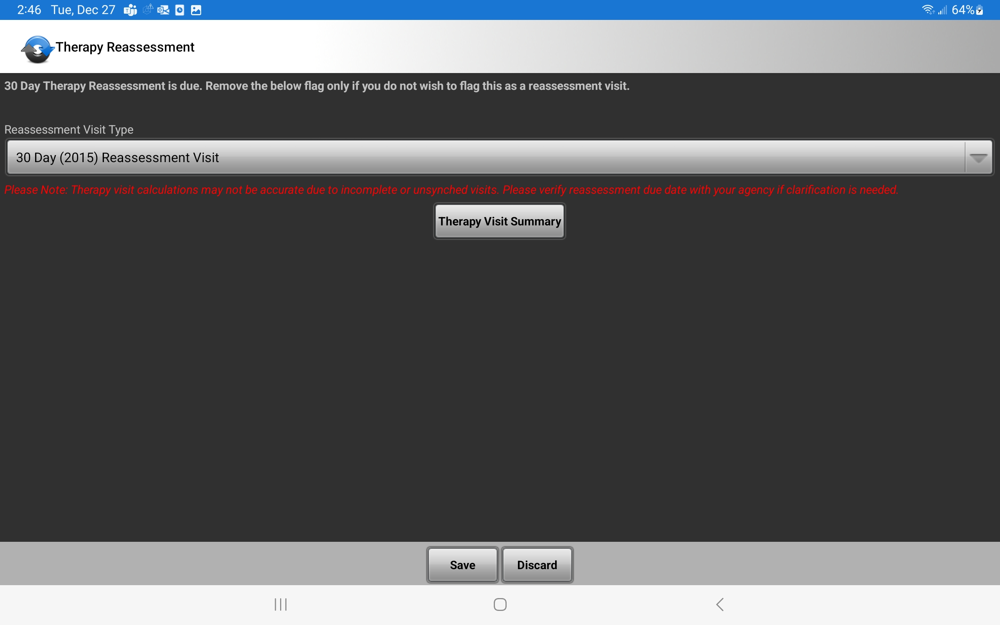 2:46 Tue, Dec 27
64%
Therapy Reassessment
30 Day Therapy Reassessment is due. Remove the below flag only if you do not wish to flag this as a reassessment visit.
Reassessment Visit Type
30 Day (2015) Reassessment Visit
Please Note: Therapy visit calculations may not be accurate due to incomplete or unsynched visits. Please verify reassessment due date with your agency if clarification is needed.
Therapy Visit Summary
Save Discard